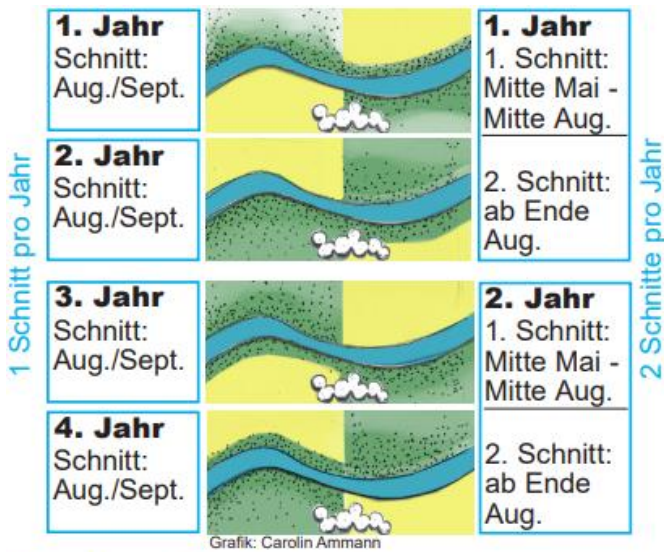 1 Schnitt pro Jahr
1. Jahr
Schnitt:
Aug./Sept.
2. Jahr
Schnitt:
Aug./Sept.
3. Jahr
Schnitt:
Aug./Sept.
4. Jahr
Schnitt:
Aug./Sept.
1. Jahr
1. Schnitt:
Mitte Mai -
Mitte Aug.
2. Schnitt:
ab Ende
Aug.
2. Jahr
1. Schnitt:
Mitte Mai -
Mitte Aug.
2. Schnitt:
ab Ende
Aug.
2 Schnitte pro Jahr
Grafik: Carolin Ammann